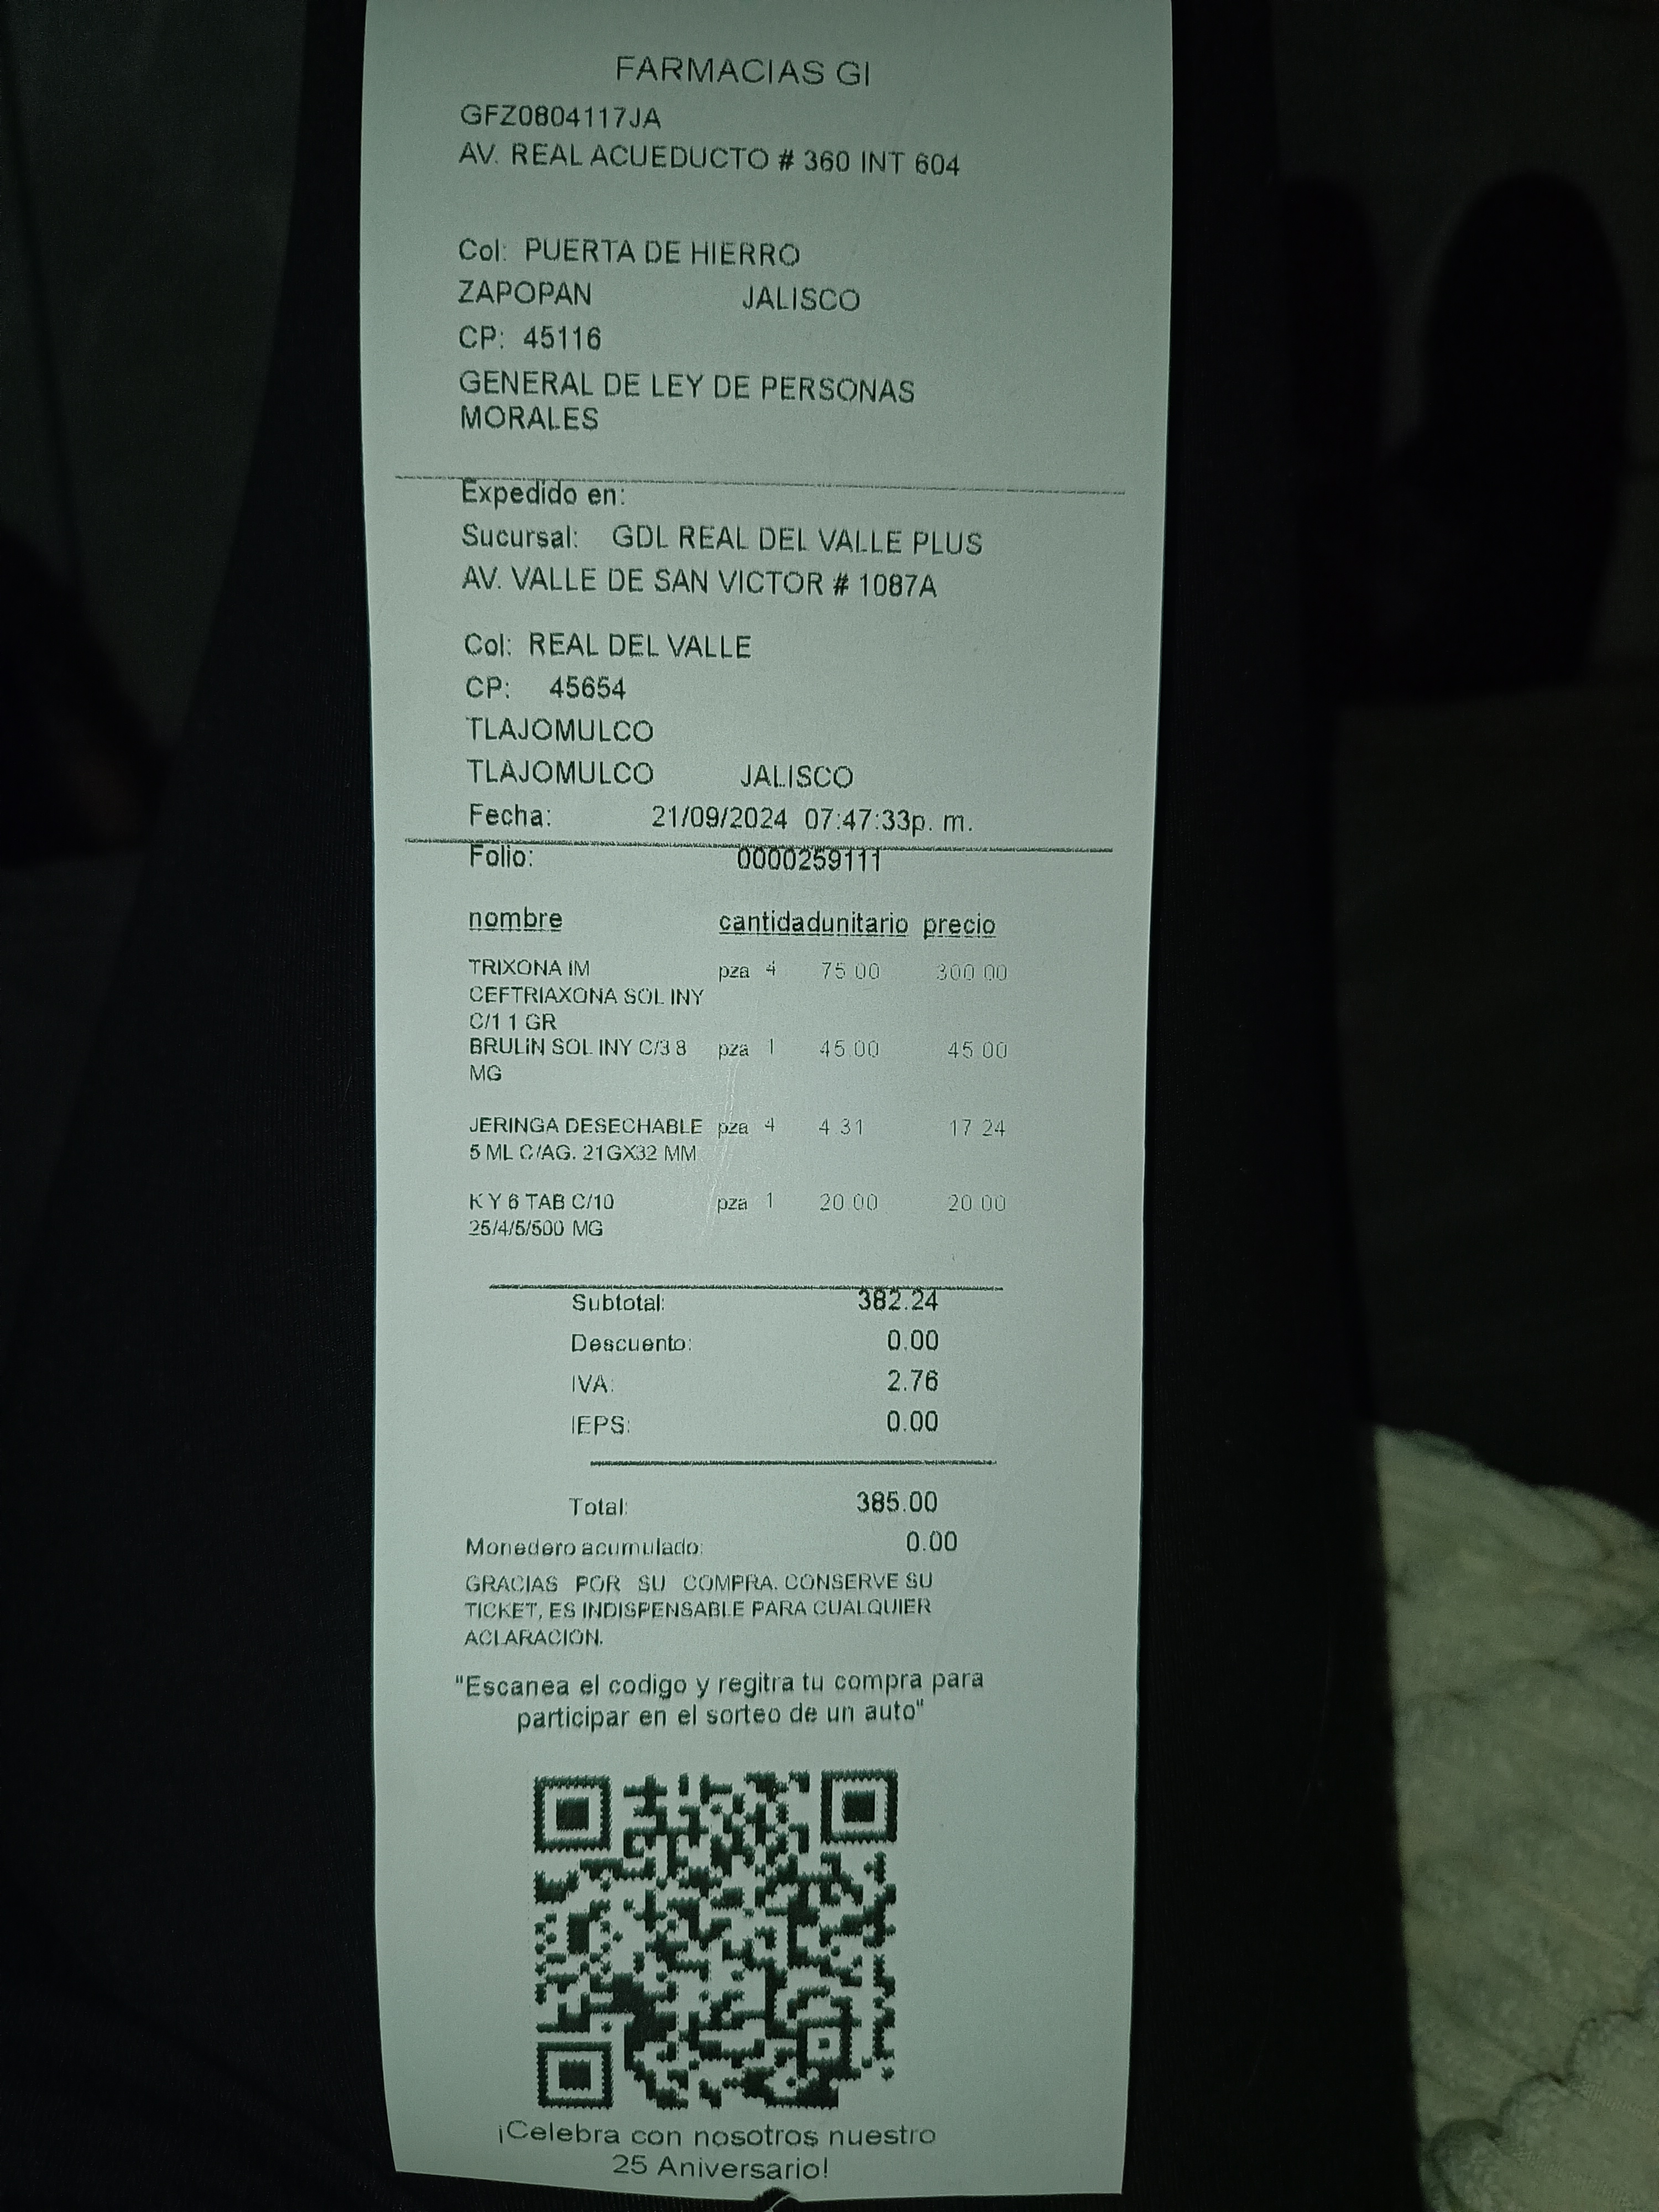 FARMACIAS GI
GFZ0804117JA
AV. REAL ACUEDUCTO # 360 INT 604
Col: PUERTA DE HIERRO
ZAPOPAN JALISCO
CP: 45116
GENERAL DE LEY DE PERSONAS
MORALES
Expedido en:
Sucursal: GDL REAL DEL VALLE PLUS
AV. VALLE DE SAN VICTOR # 1087A
Col: REAL DEL VALLE
CP: 45654
TLAJOMULCO
TLAJOMULCO JALISCO
Fecha: 21/09/2024 07:47:33p. m.
Folio: 0000259111
nombre cantidadunitario precio
TRIXONA IM pza 4 75.00 300.00
CEFTRIAXONA SOL INY
C/1 1 GR
BRULIN SOL INY C/3 8 pza 1 45.00 45.00
MG
JERINGA DESECHABLE pza 4 4.31 17.24
5 ML C/AG. 21GX32 MM
K Y 6 TAB C/10 pza 1 20.00 20.00
25/4/5/500 MG
Subtotal: 382.24
Descuento: 0.00
IVA: 2.76
IEPS: 0.00
Total: 385.00
Monedero acumulado: 0.00
GRACIAS POR SU COMPRA. CONSERVE SU
TICKET, ES INDISPENSABLE PARA CUALQUIER
ACLARACION.
"Escanea el codigo y regitra tu compra para
participar en el sorteo de un auto"
¡Celebra con nosotros nuestro
25 Aniversario!